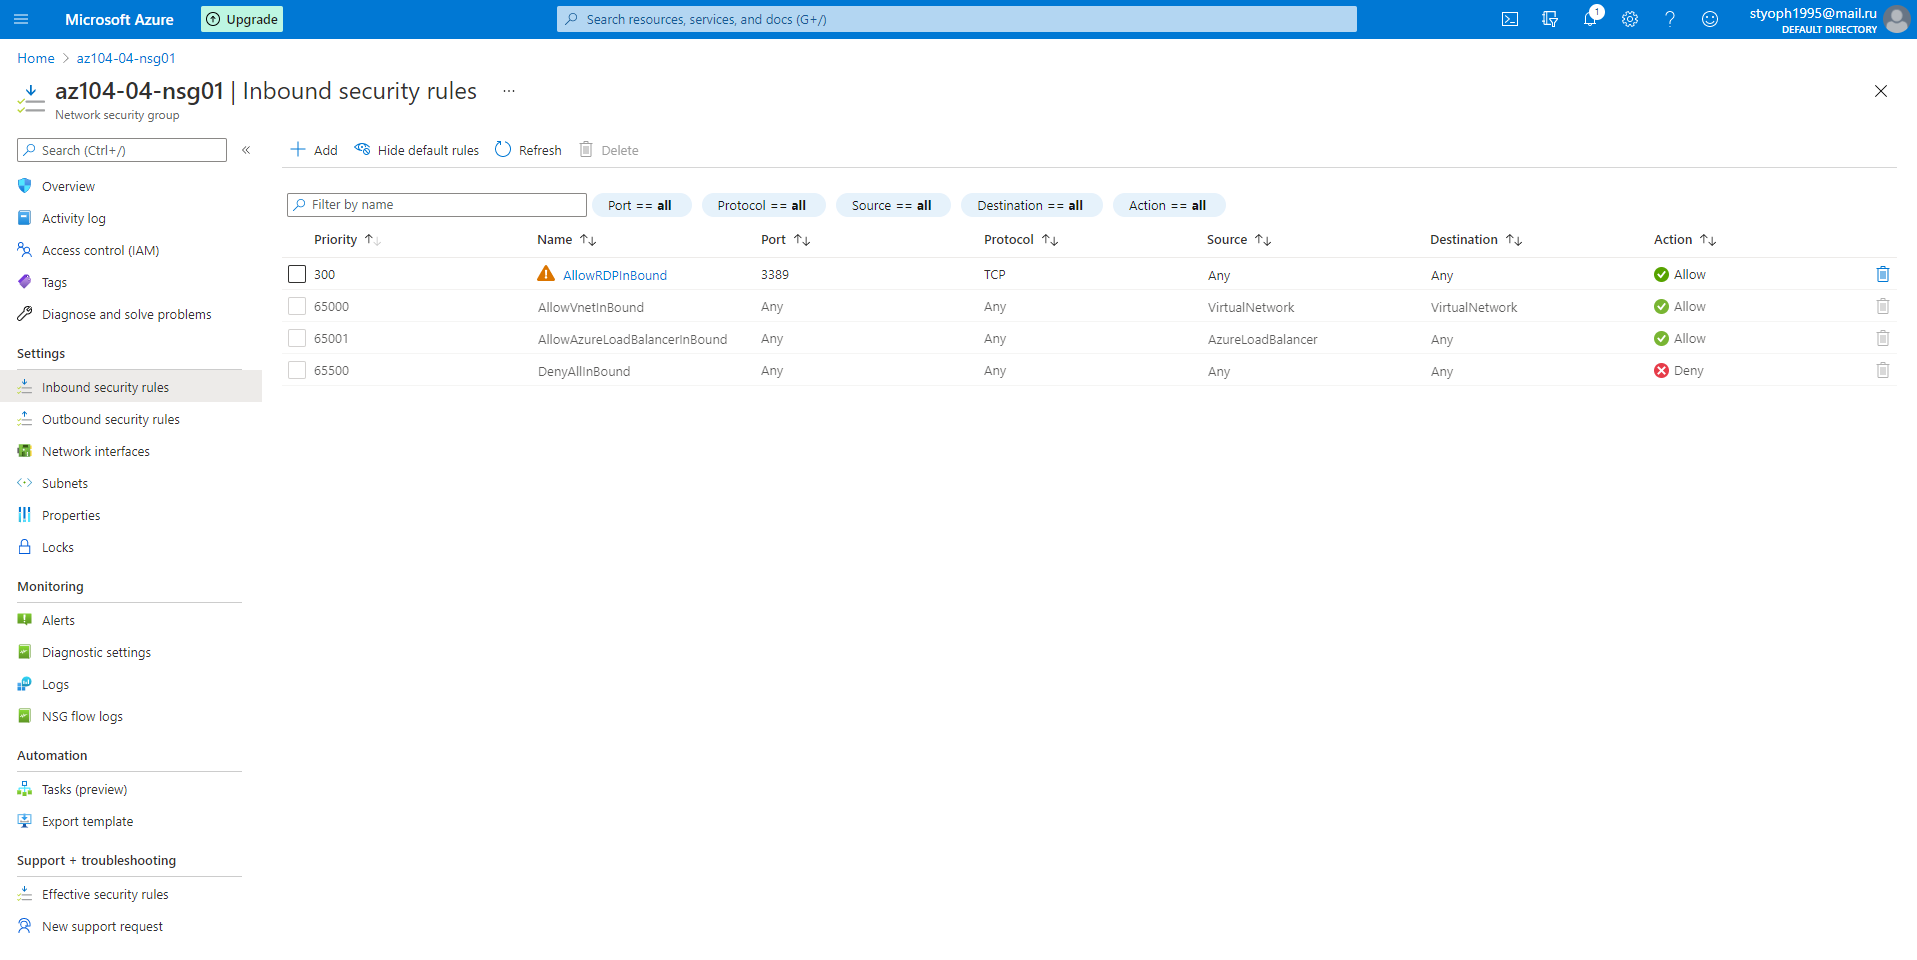 Microsoft Azure
Upgrade
Search resources, services, and docs (G+/)
1
styoph1995@mail.ru
DEFAULT DIRECTORY
Home > az104-04-nsg01
az104-04-nsg01 | Inbound security rules ...
Network security group
Search (Ctrl+/)
«
Add
Hide default rules
Refresh
Delete
Overview
Activity log
Access control (IAM)
Tags
Diagnose and solve problems
Settings
Inbound security rules
Outbound security rules
Network interfaces
Subnets
Properties
Locks
Monitoring
Alerts
Diagnostic settings
Logs
NSG flow logs
Automation
Tasks (preview)
Export template
Support + troubleshooting
Effective security rules
New support request
Filter by name
Port == all
Protocol == all
Source == all
Destination == all
Action == all
Priority Name Port Protocol Source Destination Action
300 AllowRDPInBound 3389 TCP Any Any Allow
65000 AllowVnetInBound Any Any VirtualNetwork VirtualNetwork Allow
65001 AllowAzureLoadBalancerInBound Any Any AzureLoadBalancer Any Allow
65500 DenyAllInBound Any Any Any Any Deny